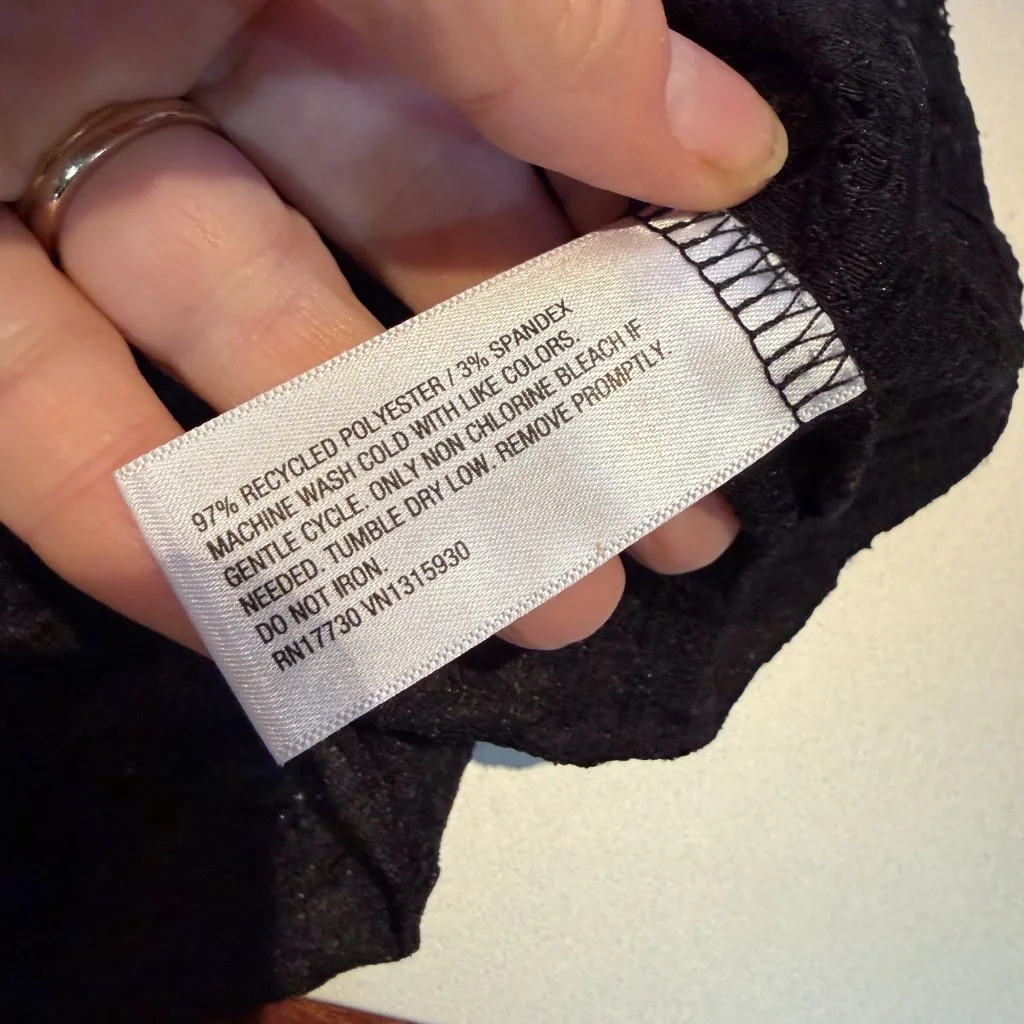 97% RECYCLED POLYESTER / 3% SPANDEX
MACHINE WASH COLD WITH LIKE COLORS.
GENTLE CYCLE. ONLY NON CHLORINE BLEACH IF
NEEDED. TUMBLE DRY LOW. REMOVE PROMPTLY.
DO NOT IRON.
RN17730 VN1315930